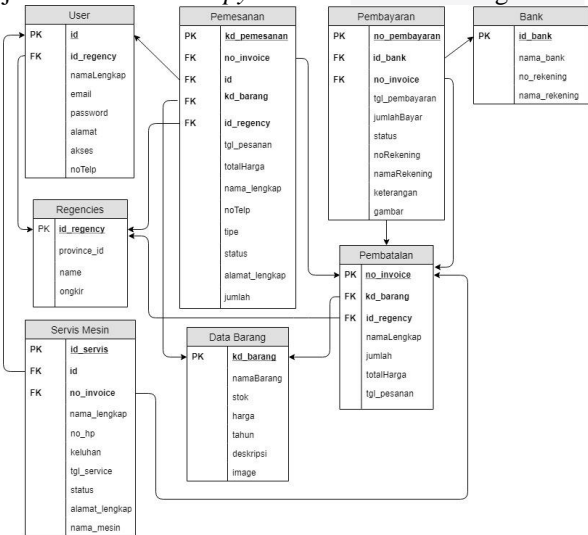 py
User
PK id
FK id_regency
namaLengkap
email
password
alamat
akses
noTelp
Pemesanan
PK kd_pemesanan
FK no_invoice
FK id
FK kd_barang
FK id_regency
tgl_pesanan
totalHarga
nama_lengkap
noTelp
tipe
status
alamat_lengkap
jumlah
Pembayaran
PK no_pembayaran
FK id_bank
FK no_invoice
tgl_pembayaran
jumlahBayar
status
noRekening
namaRekening
keterangan
gambar
Bank
PK id_bank
nama_bank
no_rekening
nama_rekening
Regencies
PK id_regency
province_id
name
ongkir
Pembatalan
PK no_invoice
FK kd_barang
FK id_regency
namaLengkap
jumlah
totalHarga
tgl_pesanan
Servis Mesin
PK id_servis
FK id
FK no_invoice
nama_lengkap
no_hp
keluhan
tgl_service
status
alamat_lengkap
nama_mesin
Data Barang
PK kd_barang
namaBarang
stok
harga
tahun
deskripsi
image